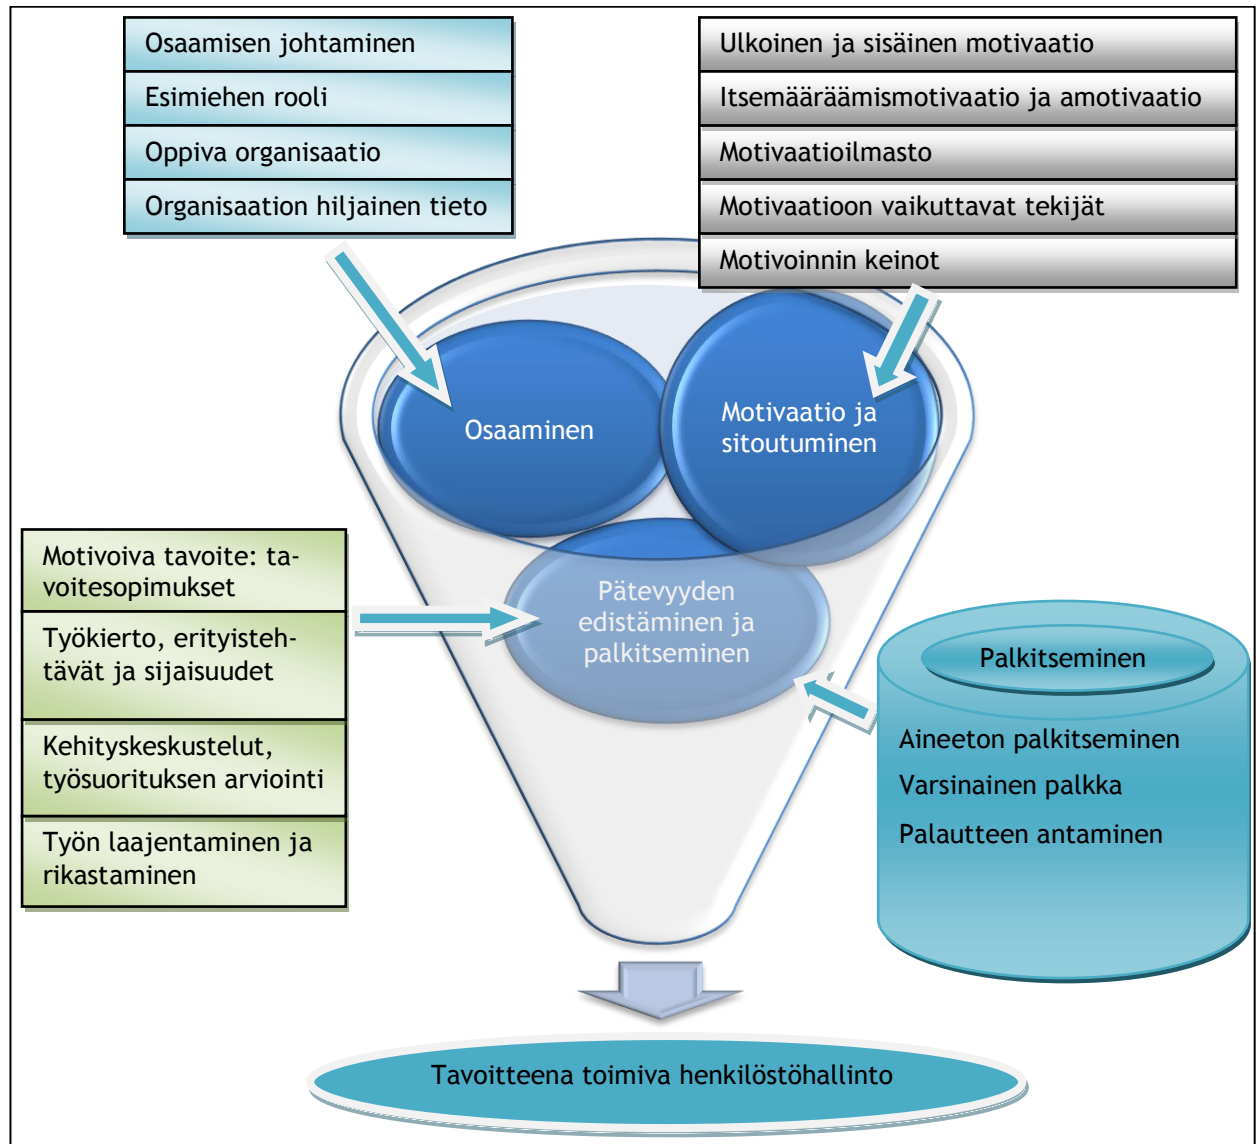 Osaamisen johtaminen
Esimiehen rooli
Oppiva organisaatio
Organisaation hiljainen tieto
Ulkoinen ja sisäinen motivaatio
Itsemääräämismotivaatio ja amotivaatio
Motivaatioilmasto
Motivaatioon vaikuttavat tekijät
Motivoinnin keinot
Osaaminen
Motivaatio ja
sitoutuminen
Pätevyyden
edistäminen ja
palkitseminen
Motivoiva tavoite: ta-
voitesopimukset
Työkierto, erityisteh-
tävät ja sijaisuudet
Kehityskeskustelut,
työsuorituksen arviointi
Työn laajentaminen ja
rikastaminen
Palkitseminen
Aineeton palkitseminen
Varsinainen palkka
Palautteen antaminen
Tavoitteena toimiva henkilöstöhallinto